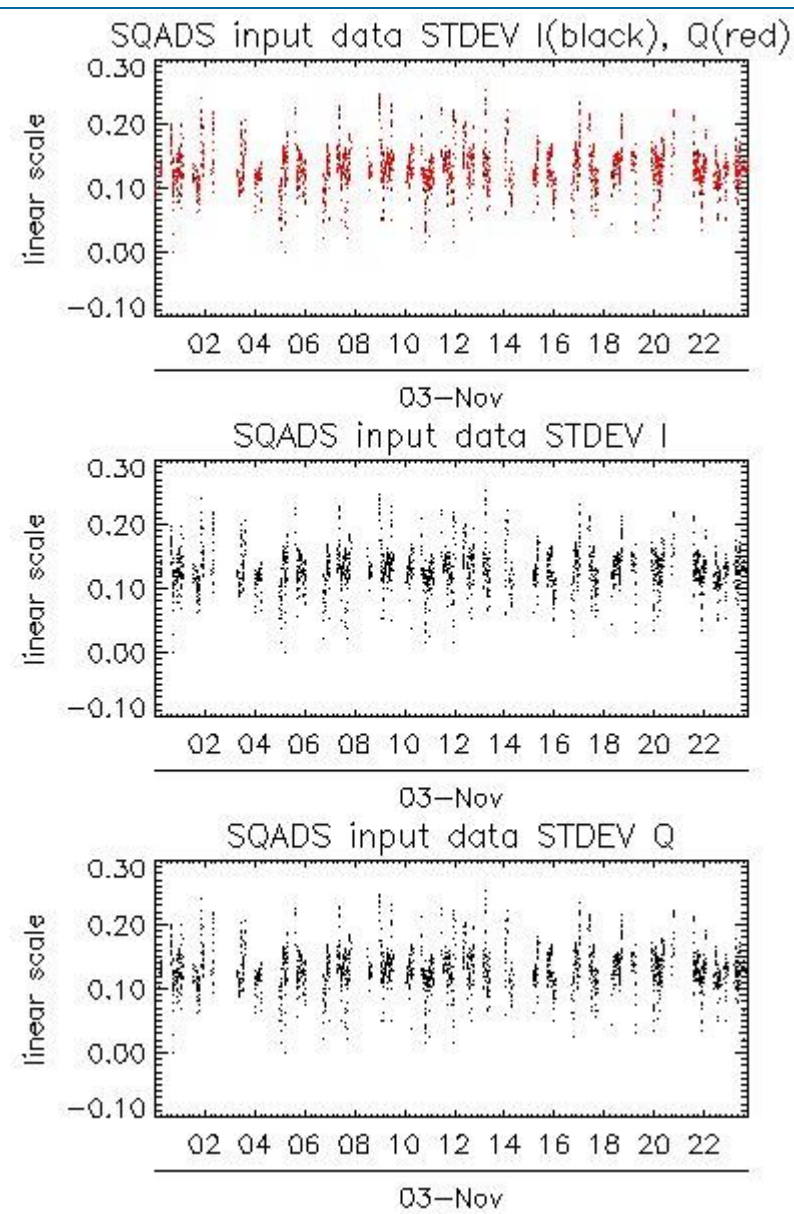 SQADS input data STDEV I(black), Q(red)
0.30
0.20
0.10
0.00
−0.10
linear scale
02 04 06 08 10 12 14 16 18 20 22
03−Nov
SQADS input data STDEV I
0.30
0.20
0.10
0.00
−0.10
linear scale
02 04 06 08 10 12 14 16 18 20 22
03−Nov
SQADS input data STDEV Q
0.30
0.20
0.10
0.00
−0.10
linear scale
02 04 06 08 10 12 14 16 18 20 22
03−Nov